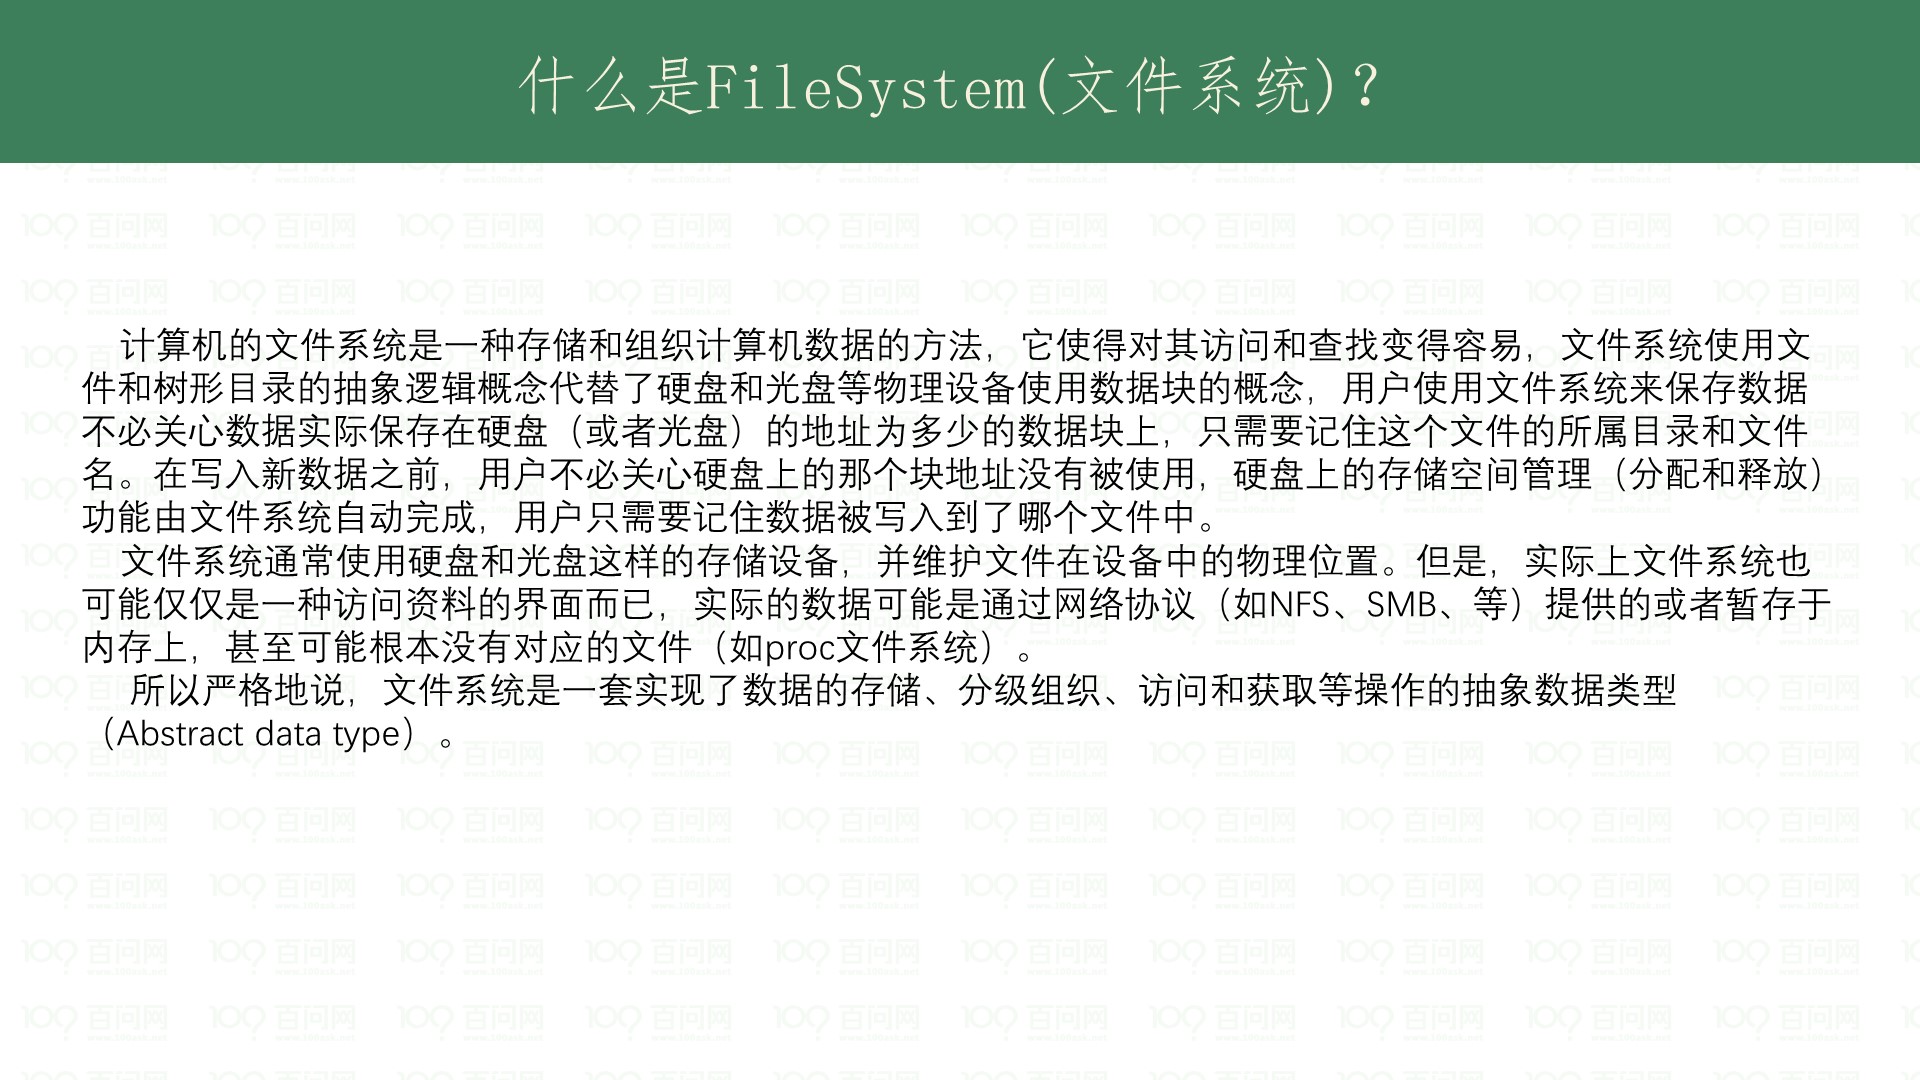 什么是FileSystem(文件系统)？
计算机的文件系统是一种存储和组织计算机数据的方法，它使得对其访问和查找变得容易，文件系统使用文
件和树形目录的抽象逻辑概念代替了硬盘和光盘等物理设备使用数据块的概念，用户使用文件系统来保存数据
不必关心数据实际保存在硬盘（或者光盘）的地址为多少的数据块上，只需要记住这个文件的所属目录和文件
名。在写入新数据之前，用户不必关心硬盘上的那个块地址没有被使用，硬盘上的存储空间管理（分配和释放）
功能由文件系统自动完成，用户只需要记住数据被写入到了哪个文件中。
文件系统通常使用硬盘和光盘这样的存储设备，并维护文件在设备中的物理位置。但是，实际上文件系统也
可能仅仅是一种访问资料的界面而已，实际的数据可能是通过网络协议（如NFS、SMB、等）提供的或者暂存于
内存上，甚至可能根本没有对应的文件（如proc文件系统）。
所以严格地说，文件系统是一套实现了数据的存储、分级组织、访问和获取等操作的抽象数据类型
（Abstract data type）。